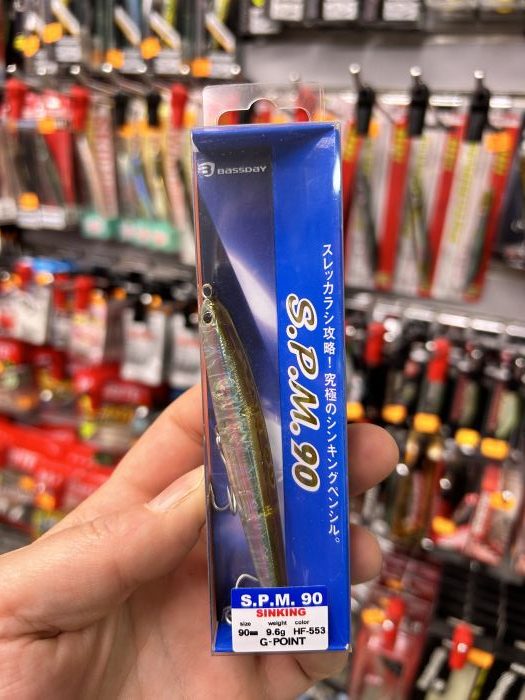 BASSDAY
スレッカラシ攻略！究極のシンキングペンシル。
S.P.M. 90
S.P.M. 90
SINKING
size weight color
90mm 9.6g HF-553
G-POINT